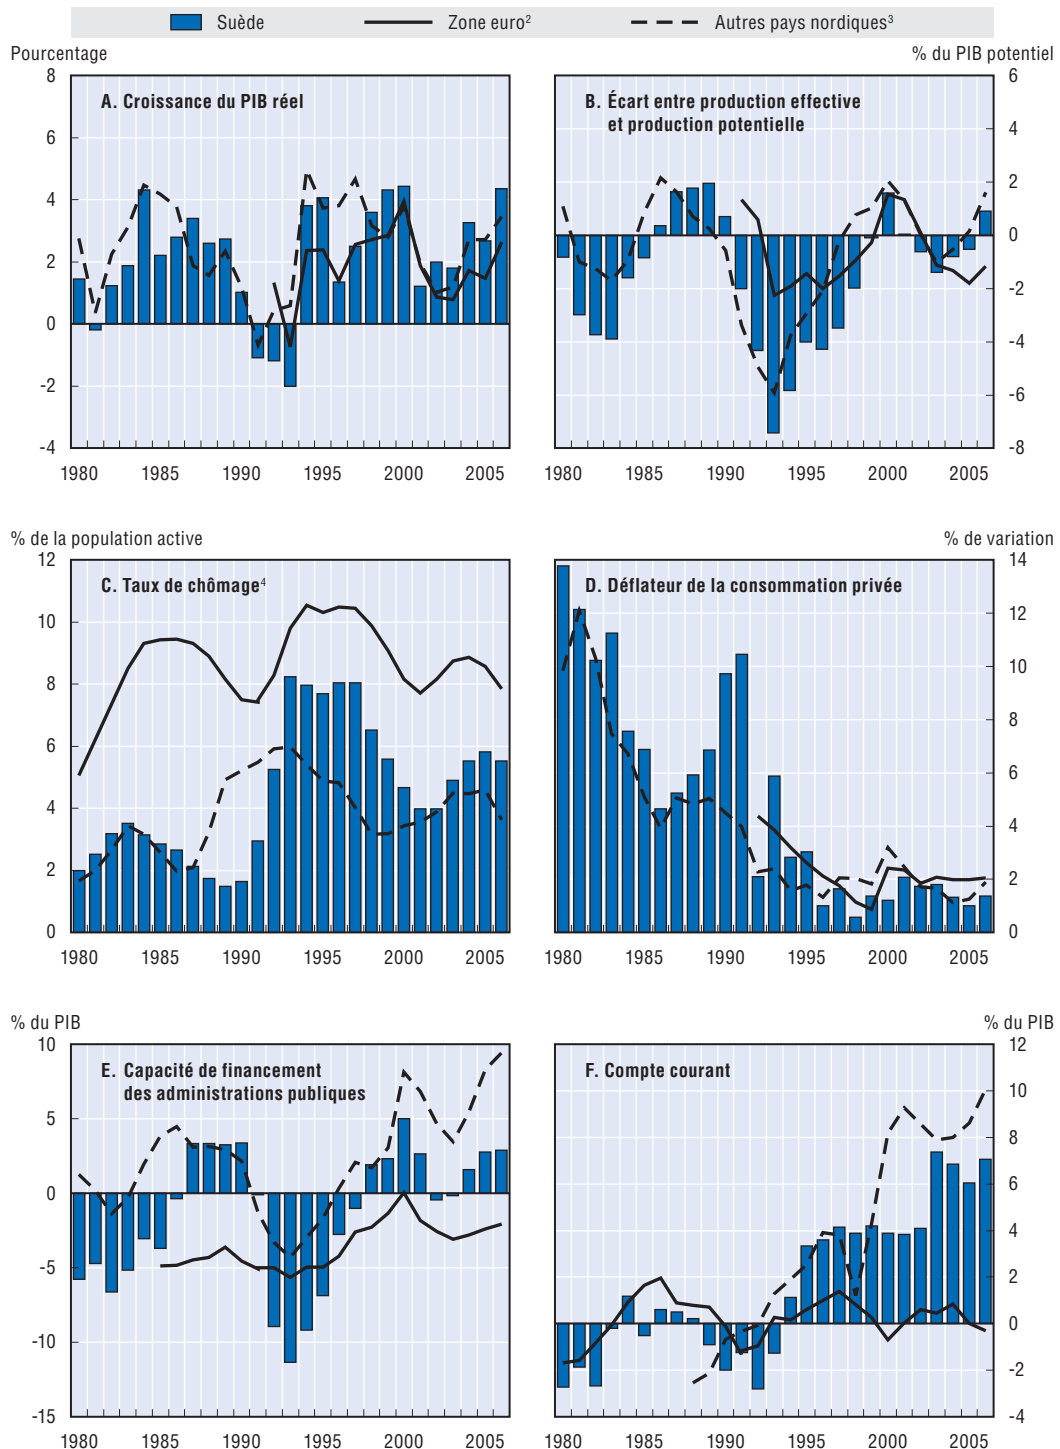 Suède Zone euro² Autres pays nordiques³
Pourcentage % du PIB potentiel
A. Croissance du PIB réel
8
6
4
2
0
-2
-4
1980 1985 1990 1995 2000 2005
B. Écart entre production effective
et production potentielle
6
4
2
0
-2
-4
-6
-8
1980 1985 1990 1995 2000 2005
% de la population active % de variation
C. Taux de chômage⁴
12
10
8
6
4
2
0
1980 1985 1990 1995 2000 2005
D. Déflateur de la consommation privée
14
12
10
8
6
4
2
0
1980 1985 1990 1995 2000 2005
% du PIB % du PIB
E. Capacité de financement
des administrations publiques
10
5
0
-5
-10
-15
1980 1985 1990 1995 2000 2005
F. Compte courant
12
10
8
6
4
2
0
-2
-4
1980 1985 1990 1995 2000 2005